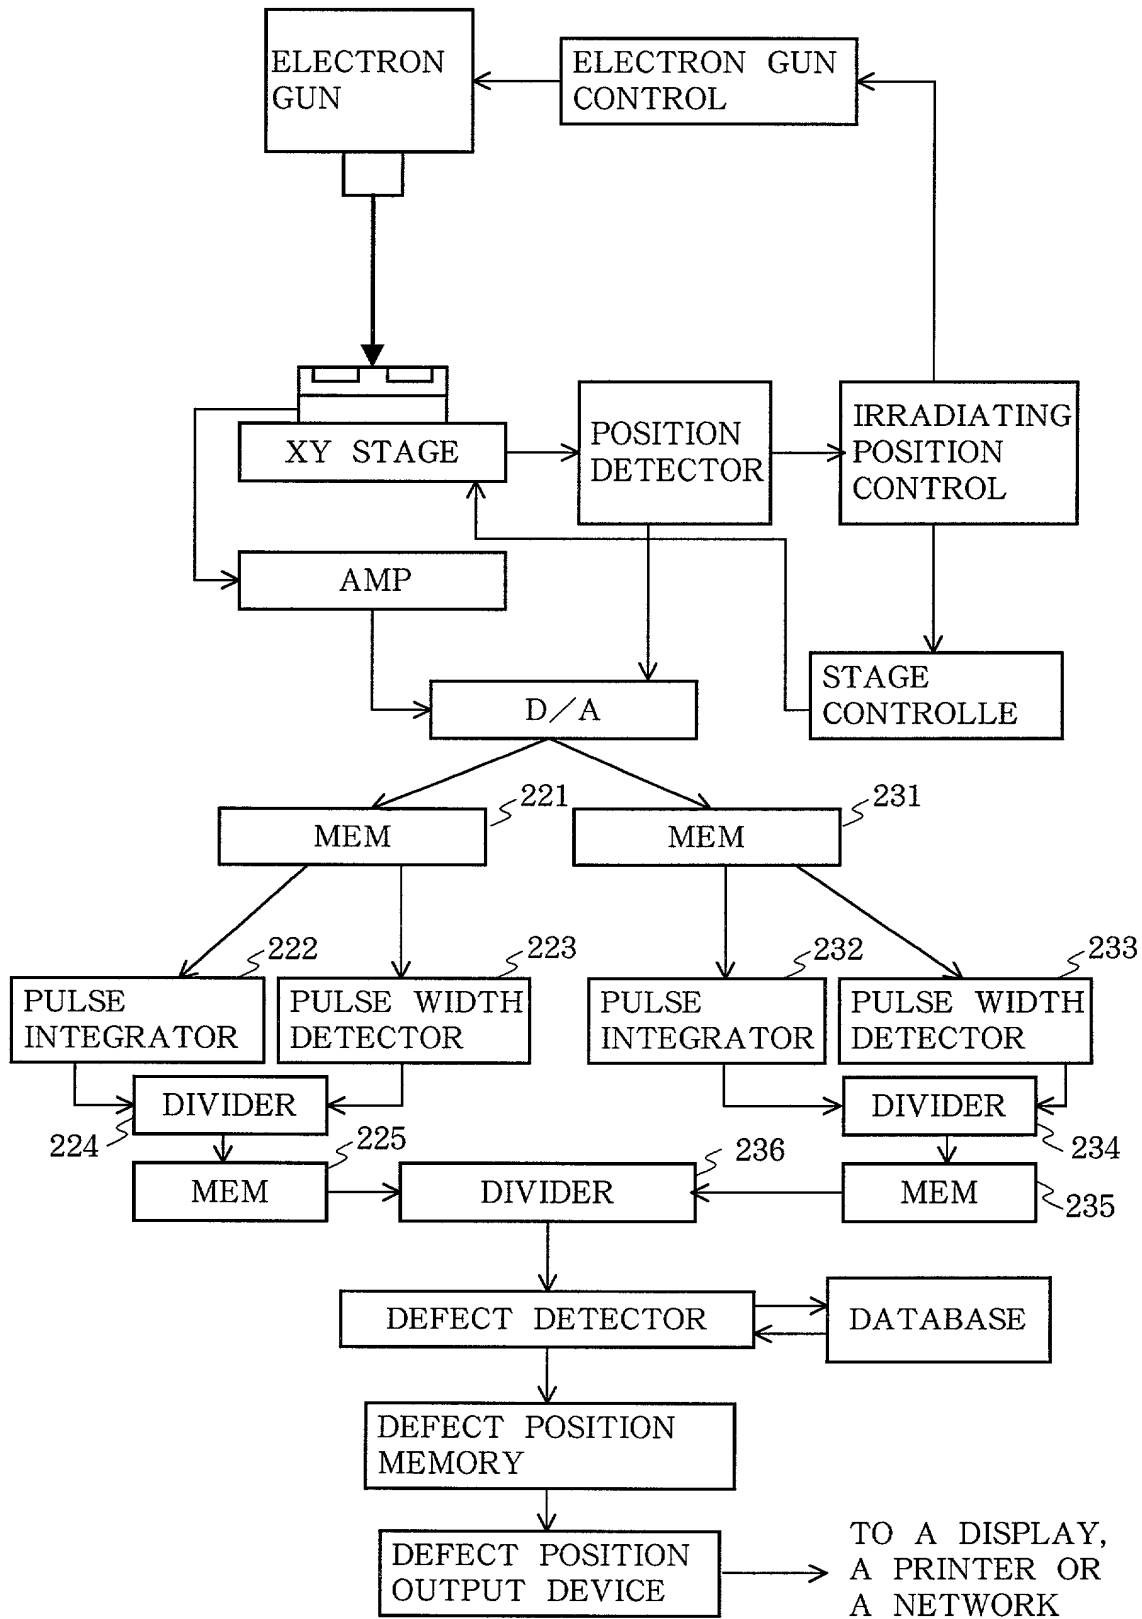 ELECTRON
GUN
ELECTRON GUN
CONTROL
XY STAGE
POSITION
DETECTOR
IRRADIATING
POSITION
CONTROL
AMP
STAGE
CONTROLLE
D/A
221
231
MEM
MEM
222
223
232
233
PULSE
INTEGRATOR
PULSE WIDTH
DETECTOR
PULSE
INTEGRATOR
PULSE WIDTH
DETECTOR
DIVIDER
DIVIDER
224
225
236
234
MEM
DIVIDER
MEM
235
DEFECT DETECTOR
DATABASE
DEFECT POSITION
MEMORY
DEFECT POSITION
OUTPUT DEVICE
TO A DISPLAY,
A PRINTER OR
A NETWORK